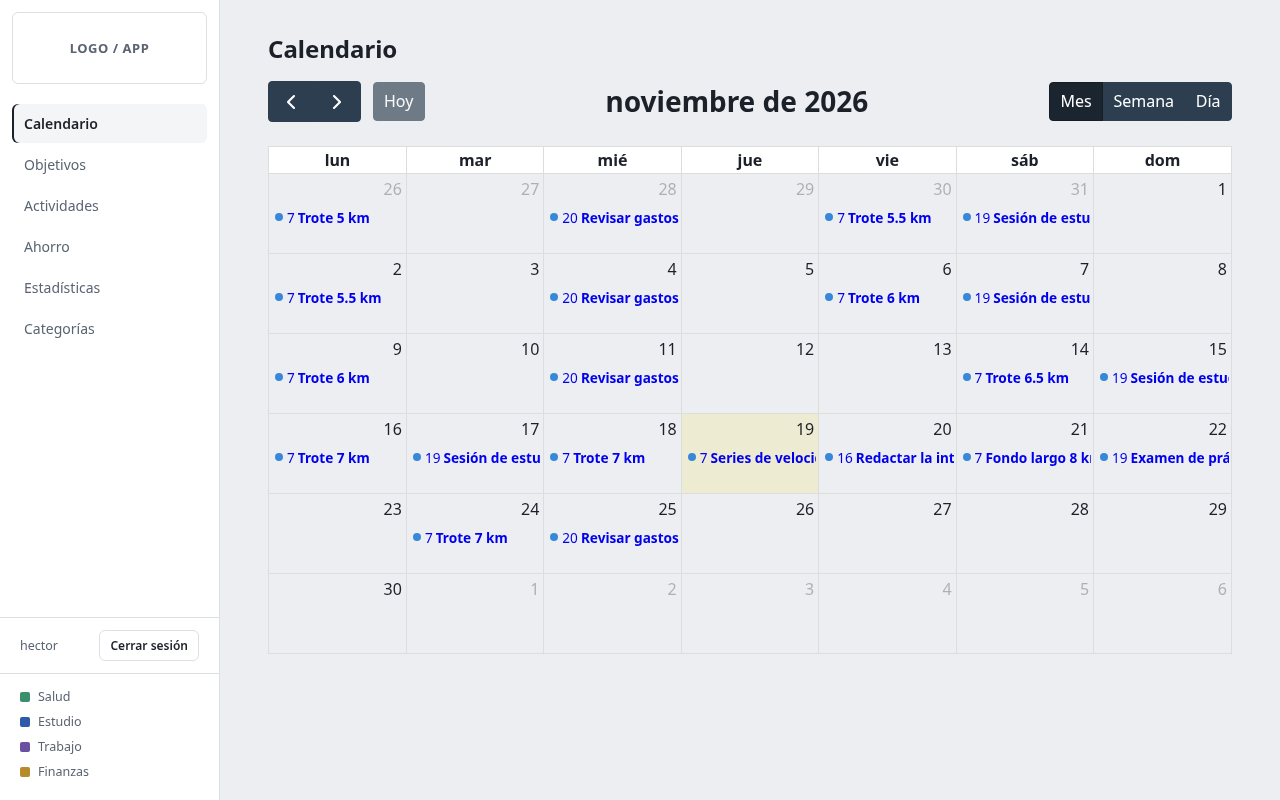 LOGO / APP
Calendario
Objetivos
Actividades
Ahorro
Estadísticas
Categorías
hector
Cerrar sesión
Salud
Estudio
Trabajo
Finanzas
Calendario
Hoy
noviembre de 2026
Mes Semana Día
lun mar mié jue vie sáb dom
26 27 28 29 30 31 1
7 Trote 5 km 20 Revisar gastos 7 Trote 5.5 km 19 Sesión de estu
2 3 4 5 6 7 8
7 Trote 5.5 km 20 Revisar gastos 7 Trote 6 km 19 Sesión de estu
9 10 11 12 13 14 15
7 Trote 6 km 20 Revisar gastos 7 Trote 6.5 km 19 Sesión de estu
16 17 18 19 20 21 22
7 Trote 7 km 19 Sesión de estu 7 Trote 7 km 7 Series de veloci 16 Redactar la int 7 Fondo largo 8 k 19 Examen de prá
23 24 25 26 27 28 29
7 Trote 7 km 20 Revisar gastos
30 1 2 3 4 5 6